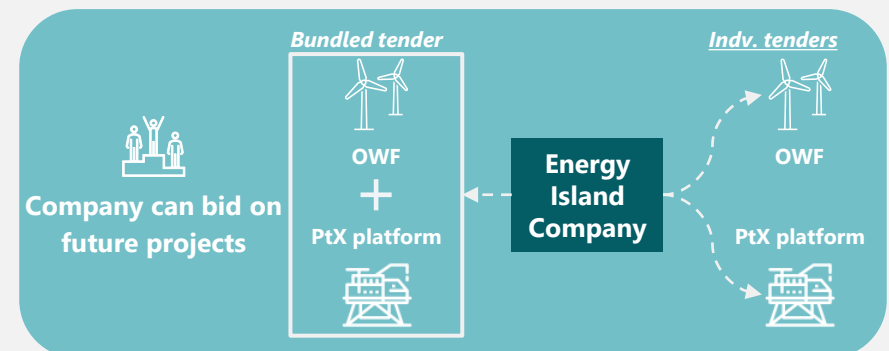 Bundled tender
Indv. tenders
OWF
OWF
Energy
Island
Company
Company can bid on
future projects
+
PtX platform
PtX platform